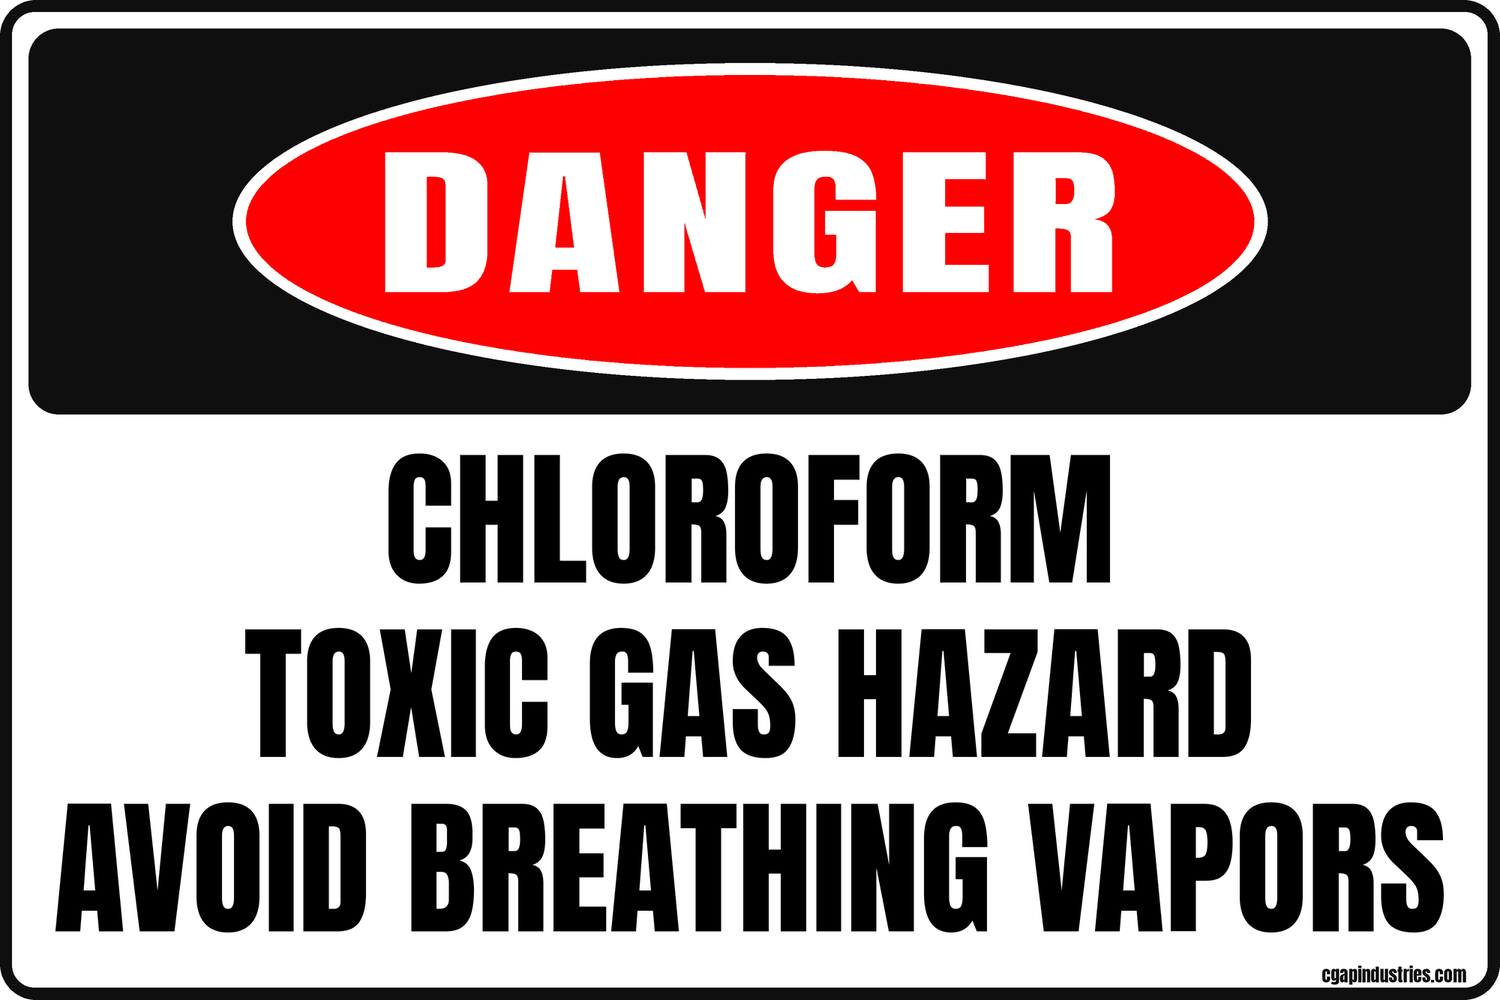 DANGER
CHLOROFORM
TOXIC GAS HAZARD
AVOID BREATHING VAPORS
cgapindustries.com